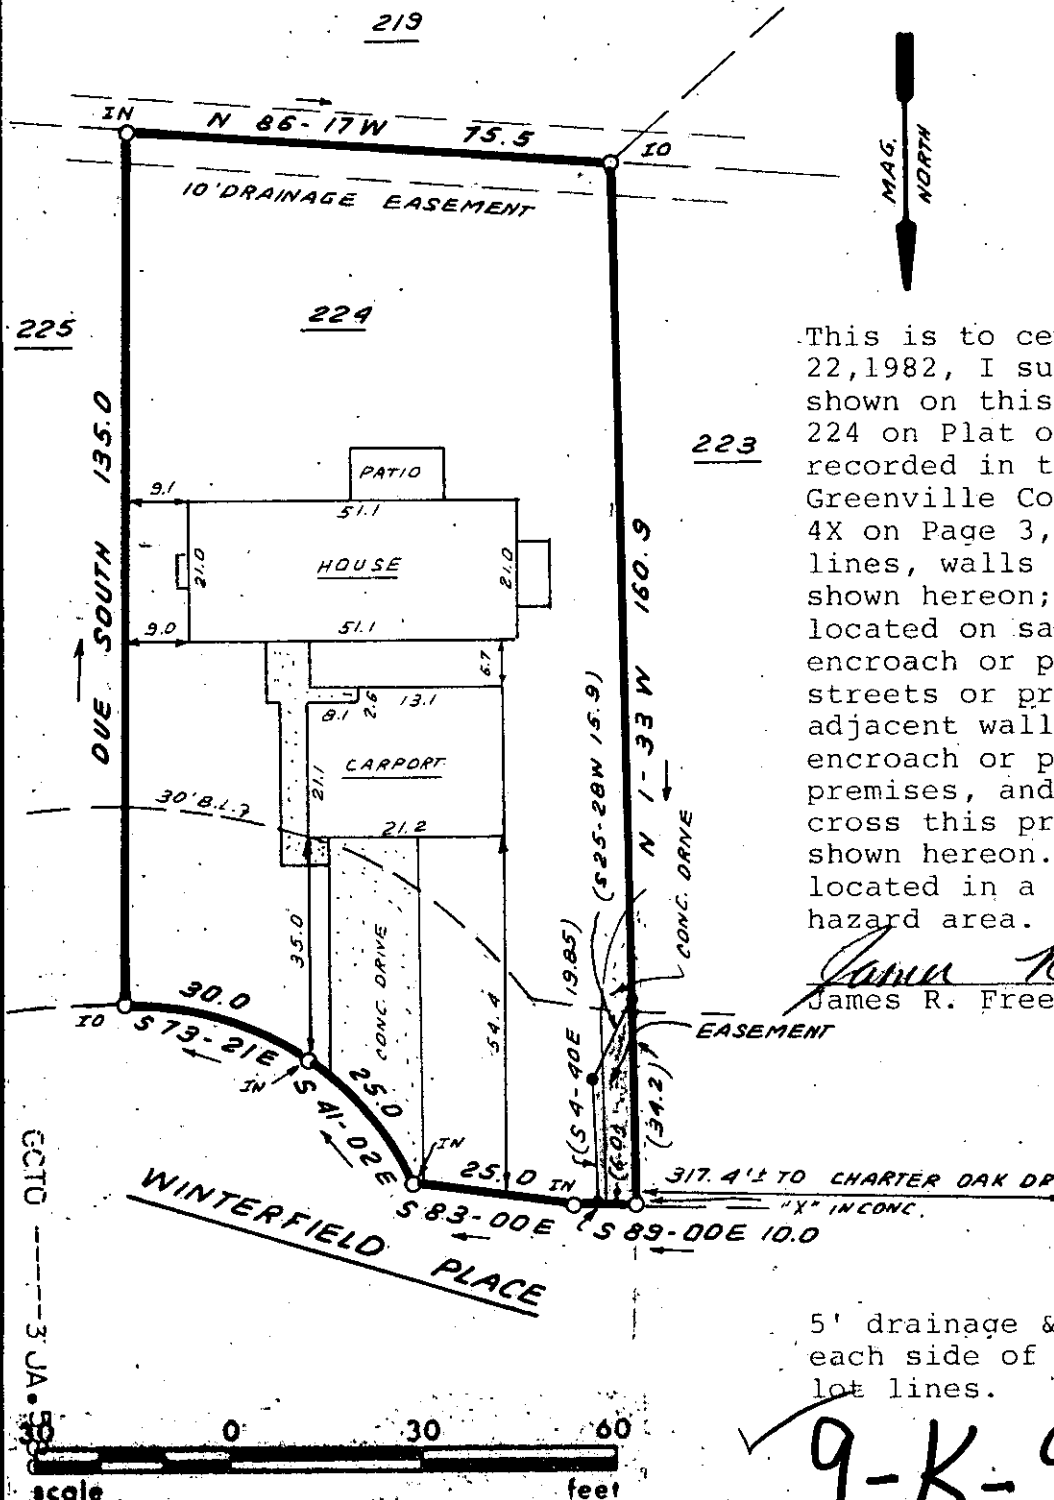 219
IN
N 86-17W 75.5
IO
10' DRAINAGE EASEMENT
MAG. NORTH
225
224
223
DUE SOUTH 135.0
PATIO
9.1
51.1
21.0
HOUSE
21.0
9.0
51.1
6.7
8.1
2.6
13.1
21.1
CARPORT
21.2
30' B.L.
N 1-33 W 160.9
(S25-28W 15.9)
CONC. DRIVE
35.0
CONC. DRIVE
54.4
(S 4-40E 19.85)
EASEMENT
(34.2)
IO
30.0
S 73-21E
IN
25.0
S 41-02E
IN
25.0
IN
S 83-00E
S 89-00E 10.0
317.4'± TO CHARTER OAK DR
"X" IN CONC.
WINTERFIELD PLACE
This is to ce
22,1982, I su
shown on this
224 on Plat o
recorded in t
Greenville Co
4X on Page 3,
lines, walls
shown hereon;
located on sa
encroach or p
streets or pr
adjacent wall
encroach or p
premises, and
cross this pr
shown hereon.
located in a
hazard area.
James R
James R. Free
5' drainage &
each side of
lot lines.
9-K-
30 0 30 60
scale feet